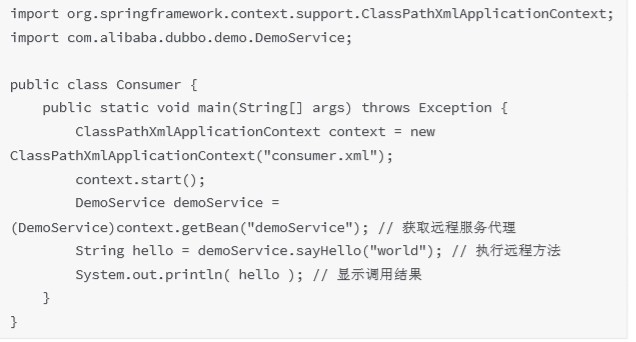 import org.springframework.context.support.ClassPathXmlApplicationContext;
import com.alibaba.dubbo.demo.DemoService;

public class Consumer {
    public static void main(String[] args) throws Exception {
        ClassPathXmlApplicationContext context = new
ClassPathXmlApplicationContext("consumer.xml");
        context.start();
        DemoService demoService =
(DemoService)context.getBean("demoService"); // 获取远程服务代理
        String hello = demoService.sayHello("world"); // 执行远程方法
        System.out.println( hello ); // 显示调用结果
    }
}